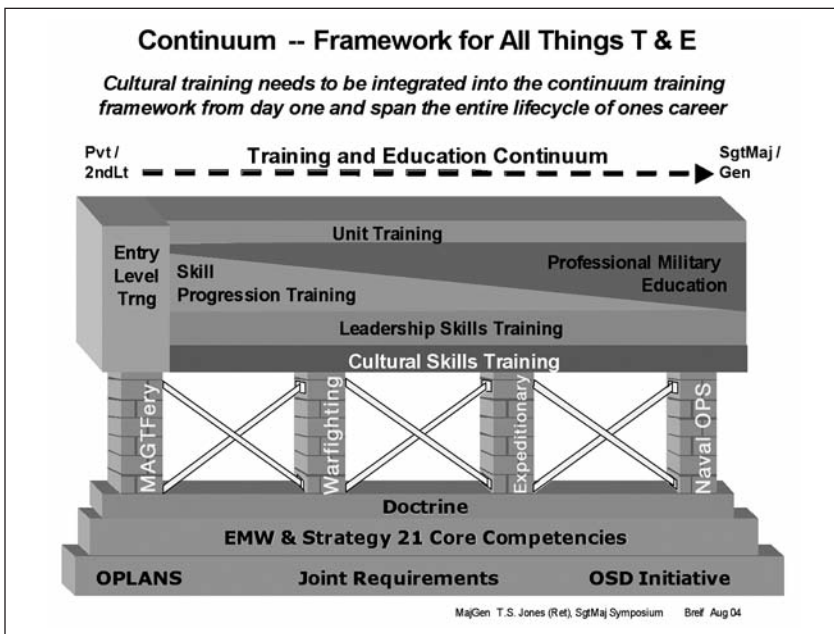 Continuum -- Framework for All Things T & E
Cultural training needs to be integrated into the continuum training
framework from day one and span the entire lifecycle of ones career
Pvt /
2ndLt
Training and Education Continuum
SgtMaj /
Gen
Entry
Level
Trng
Unit Training
Skill
Progression Training
Professional Military
Education
Leadership Skills Training
Cultural Skills Training
MAGTFery
Warfighting
Expeditionary
Naval OPS
Doctrine
EMW & Strategy 21 Core Competencies
OPLANS Joint Requirements OSD Initiative
MajGen T.S. Jones (Ret), SgtMaj Symposium Breif Aug 04